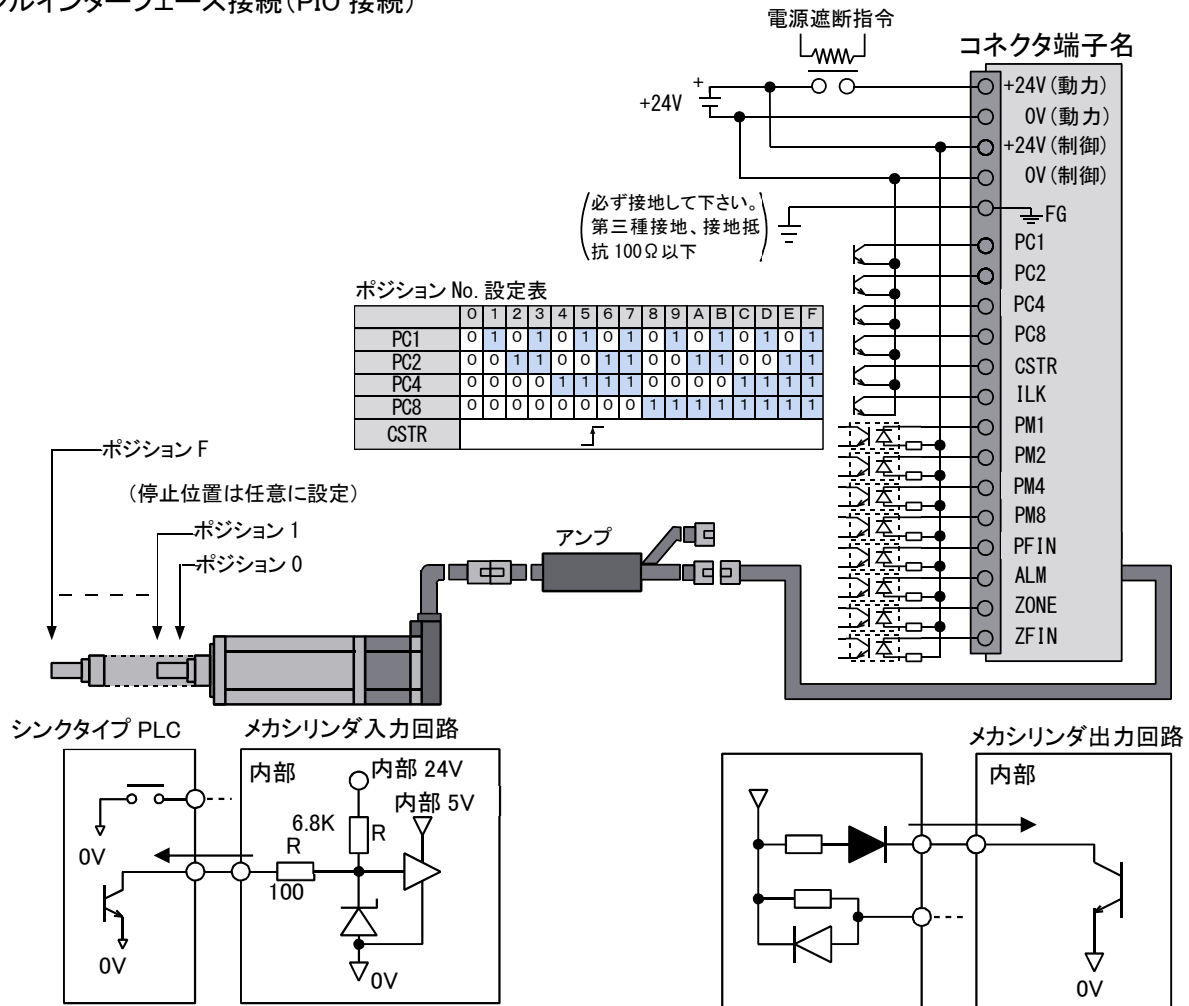 ルインターフェース接続（PIO 接続）
電源遮断指令
コネクタ端子名
+
+24V
+24V(動力)
0V(動力)
+24V(制御)
0V(制御)
FG
必ず接地して下さい。
第三種接地、接地抵
抗 100Ω以下
PC1
PC2
PC4
PC8
CSTR
ILK
PM1
PM2
PM4
PM8
PFIN
ALM
ZONE
ZFIN
ポジション No. 設定表
0 1 2 3 4 5 6 7 8 9 A B C D E F
PC1 0 1 0 1 0 1 0 1 0 1 0 1 0 1 0 1
PC2 0 0 1 1 0 0 1 1 0 0 1 1 0 0 1 1
PC4 0 0 0 0 1 1 1 1 0 0 0 0 1 1 1 1
PC8 0 0 0 0 0 0 0 0 1 1 1 1 1 1 1 1
CSTR
ポジション F
（停止位置は任意に設定）
ポジション 1
ポジション 0
アンプ
シンクタイプ PLC
0V
0V
メカシリンダ入力回路
内部
内部 24V
内部 5V
6.8K
R
R
100
0V
メカシリンダ出力回路
内部
0V